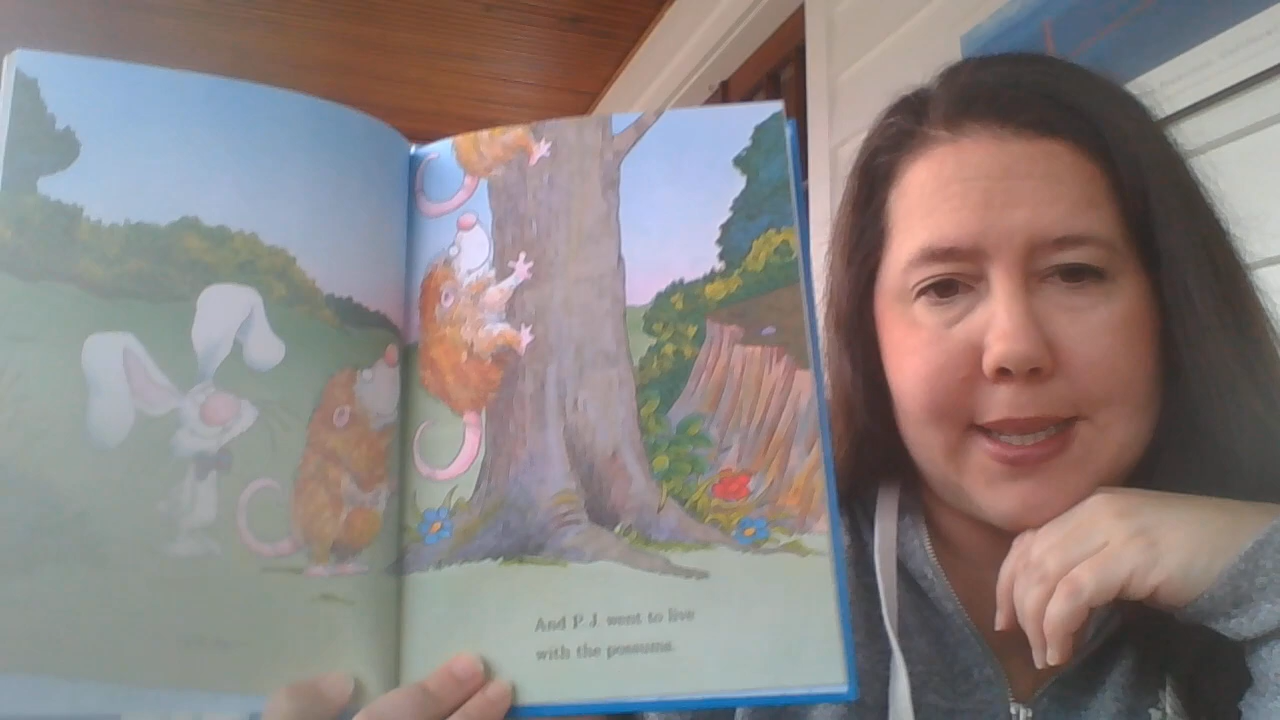 And P. J. went to live
with the possums.